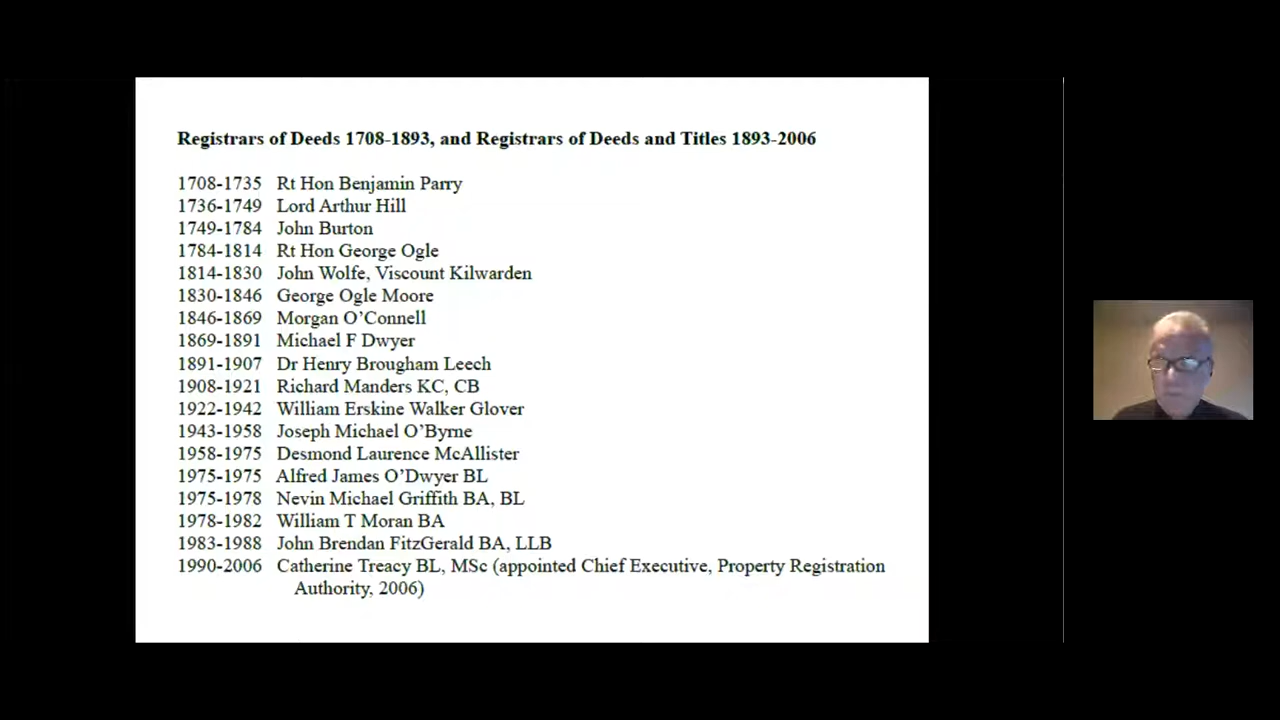 Registrars of Deeds 1708-1893, and Registrars of Deeds and Titles 1893-2006
1708-1735 Rt Hon Benjamin Parry
1736-1749 Lord Arthur Hill
1749-1784 John Burton
1784-1814 Rt Hon George Ogle
1814-1830 John Wolfe, Viscount Kilwarden
1830-1846 George Ogle Moore
1846-1869 Morgan O’Connell
1869-1891 Michael F Dwyer
1891-1907 Dr Henry Brougham Leech
1908-1921 Richard Manders KC, CB
1922-1942 William Erskine Walker Glover
1943-1958 Joseph Michael O’Byrne
1958-1975 Desmond Laurence McAllister
1975-1975 Alfred James O’Dwyer BL
1975-1978 Nevin Michael Griffith BA, BL
1978-1982 William T Moran BA
1983-1988 John Brendan FitzGerald BA, LLB
1990-2006 Catherine Treacy BL, MSc (appointed Chief Executive, Property Registration
Authority, 2006)